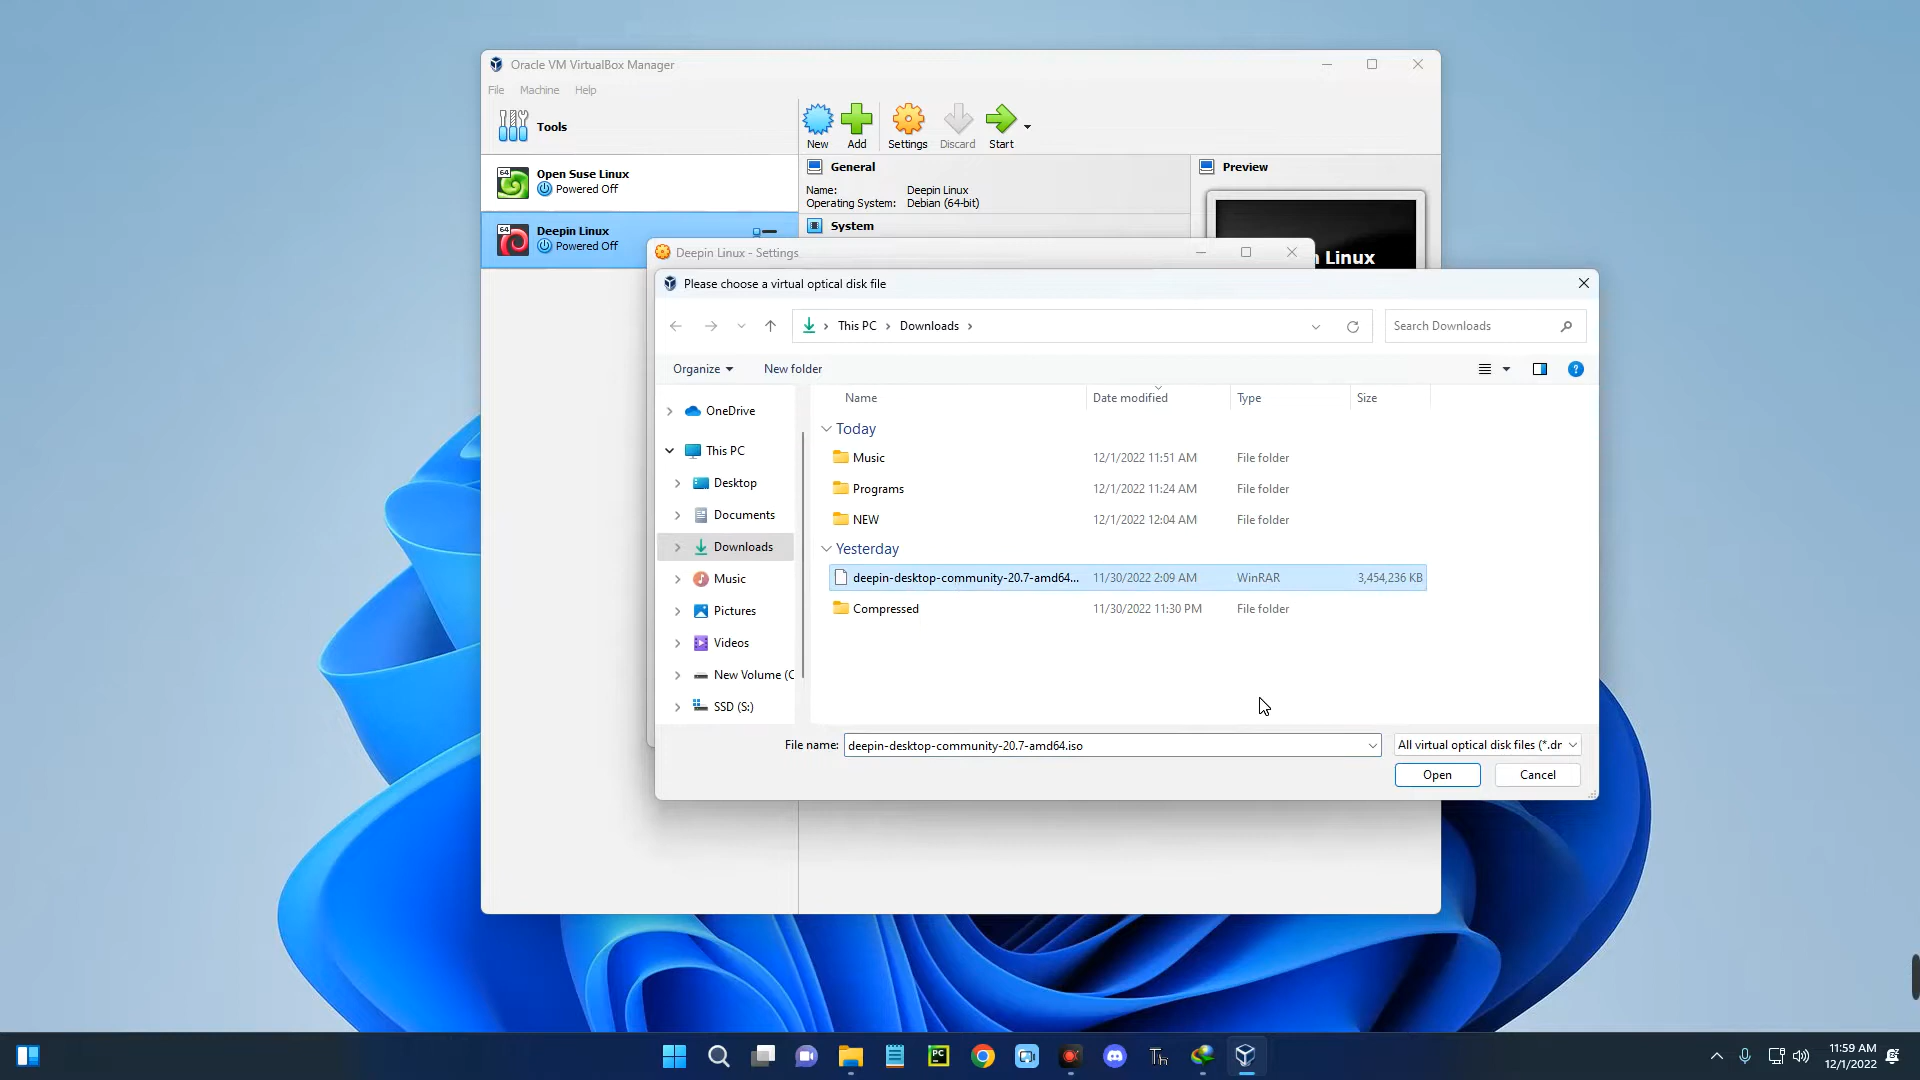 Oracle VM VirtualBox Manager
File Machine Help
Tools
New Add Settings Discard Start
64 Open Suse Linux
Powered Off
64 Deepin Linux
Powered Off
General
Name: Deepin Linux
Operating System: Debian (64-bit)
System
Preview
Linux
Deepin Linux - Settings
Please choose a virtual optical disk file
This PC Downloads
Search Downloads
Organize New folder
OneDrive
This PC
Desktop
Documents
Downloads
Music
Pictures
Videos
New Volume (C
SSD (S:)
Name Date modified Type Size
Today
Music 12/1/2022 11:51 AM File folder
Programs 12/1/2022 11:24 AM File folder
NEW 12/1/2022 12:04 AM File folder
Yesterday
deepin-desktop-community-20.7-amd64... 11/30/2022 2:09 AM WinRAR 3,454,236 KB
Compressed 11/30/2022 11:30 PM File folder
File name: deepin-desktop-community-20.7-amd64.iso All virtual optical disk files (*.dr
Open Cancel
PC
Th
11:59 AM
12/1/2022